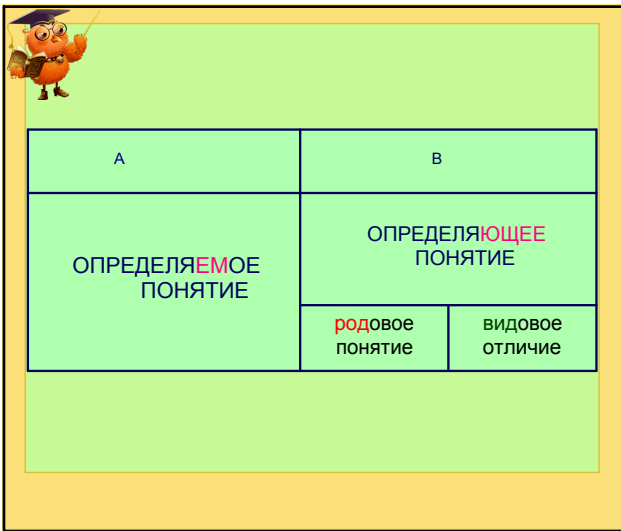 А
В
ОПРЕДЕЛЯЕМОЕ
ПОНЯТИЕ
ОПРЕДЕЛЯЮЩЕЕ
ПОНЯТИЕ
родовое
понятие
видовое
отличие